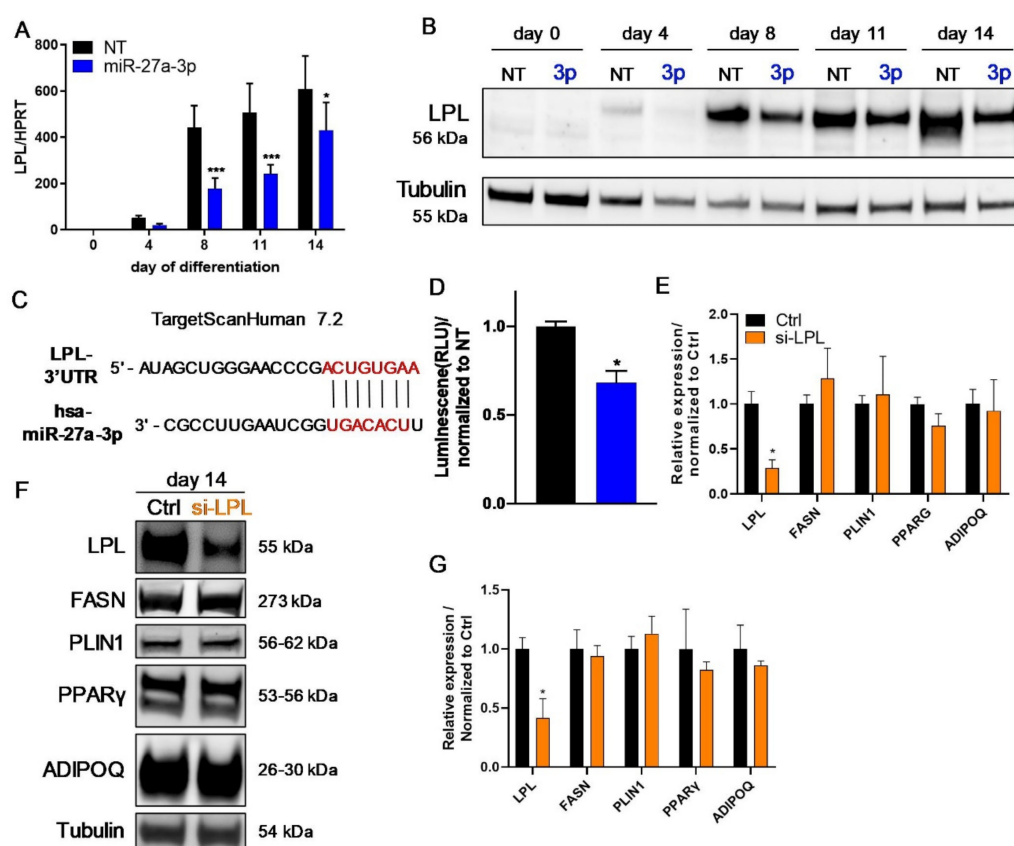 A
NT
miR-27a-3p
LPL/HPRT
800
600
400
200
0
***
***
*
0 4 8 11 14
day of differentiation
B
day 0 day 4 day 8 day 11 day 14
NT 3p NT 3p NT 3p NT 3p NT 3p
LPL
56 kDa
Tubulin
55 kDa
C
TargetScanHuman 7.2
LPL-
3'UTR
5' - AUAGCUGGGAACCCGACUGUGAA
hsa-
miR-27a-3p
3' - CGCCUUGAAUCGGUGACACUU
D
Luminescene(RLU)/
normalized to NT
1.0
0.5
0.0
*
E
Ctrl
si-LPL
Relative expression/
normalized to Ctrl
2.0
1.5
1.0
0.5
0.0
*
LPL FASN PLIN1 PPARG ADIPOQ
F
day 14
Ctrl si-LPL
LPL 55 kDa
FASN 273 kDa
PLIN1 56-62 kDa
PPARγ 53-56 kDa
ADIPOQ 26-30 kDa
Tubulin 54 kDa
G
Relative expression /
Normalized to Ctrl
1.5
1.0
0.5
0.0
*
LPL FASN PLIN1 PPARγ ADIPOQ